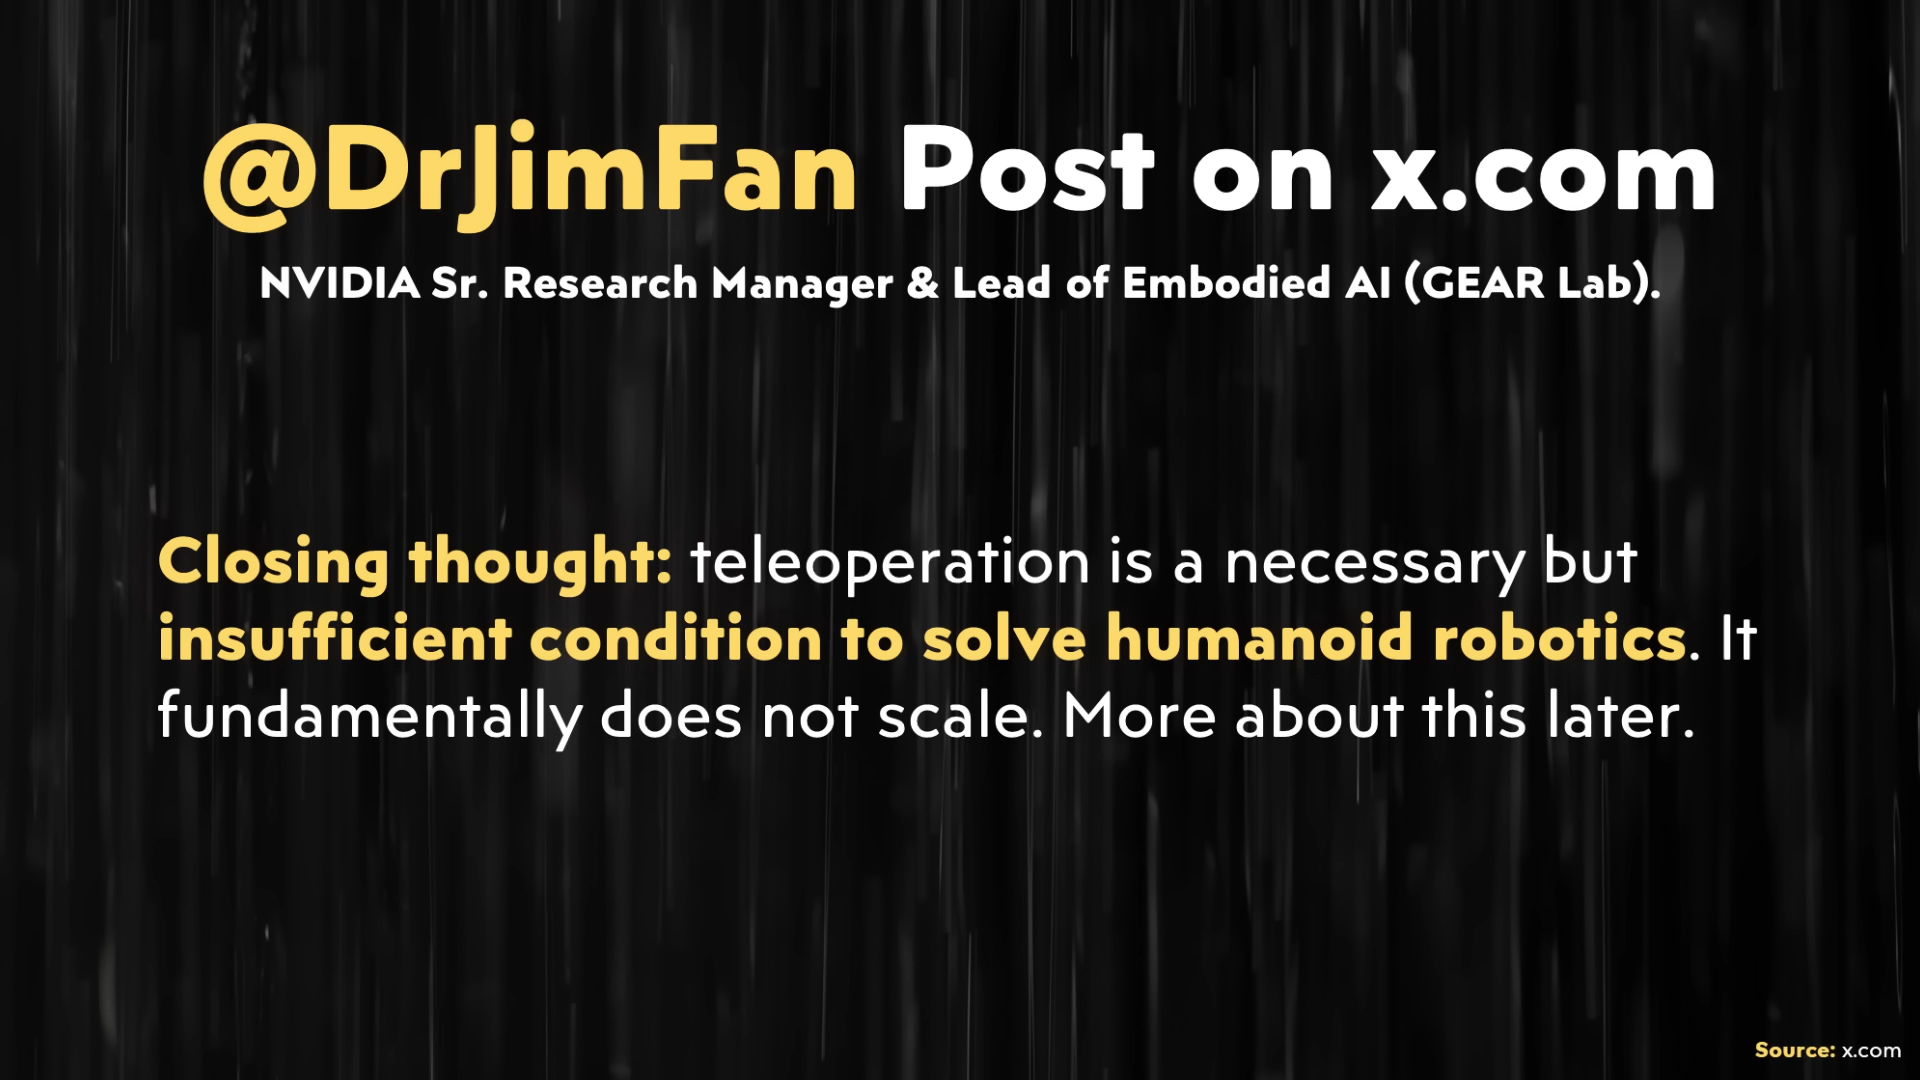 @DrJimFan Post on x.com
NVIDIA Sr. Research Manager & Lead of Embodied AI (GEAR Lab).
Closing thought: teleoperation is a necessary but
insufficient condition to solve humanoid robotics. It
fundamentally does not scale. More about this later.
Source: x.com